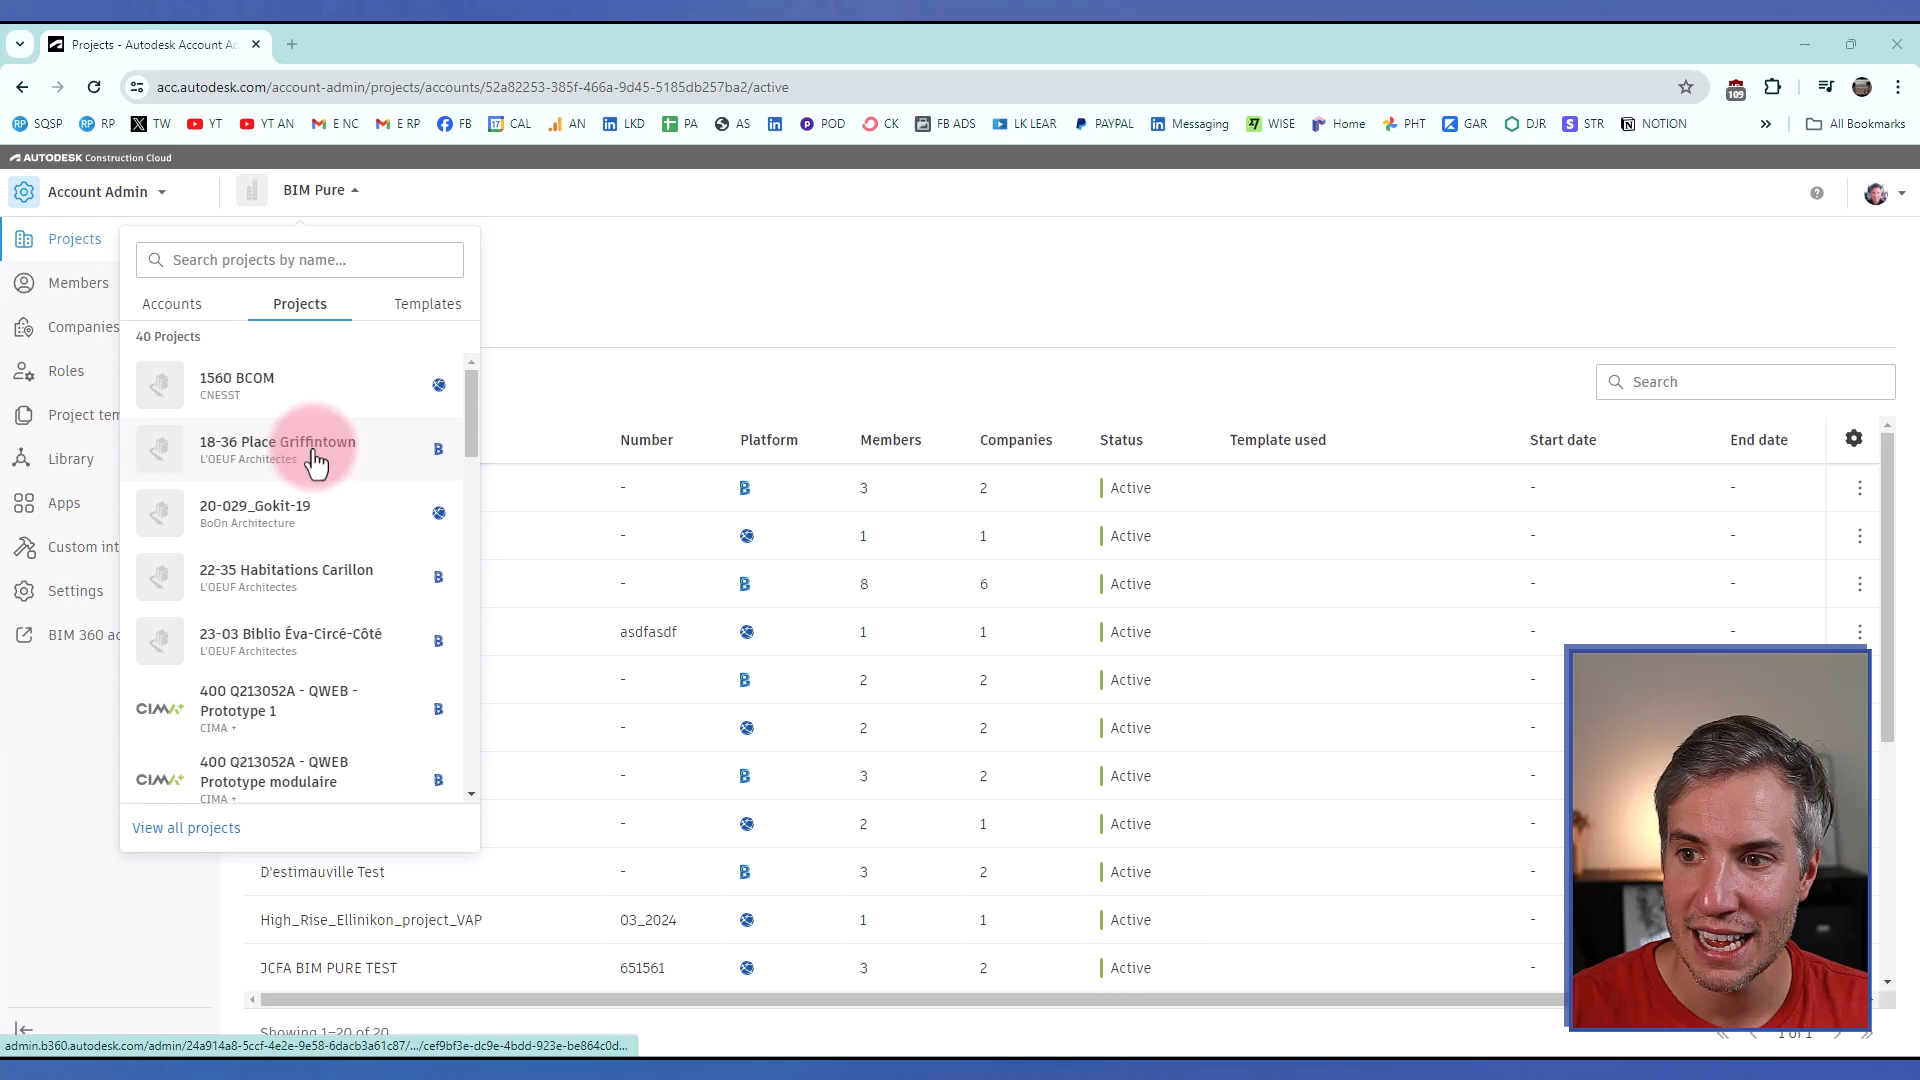 Projects - Autodesk Account Ad
acc.autodesk.com/account-admin/projects/accounts/52a82253-385f-466a-9d45-5185db257ba2/active
109
SQSP RP TW YT YT AN E NC E RP FB CAL AN LKD PA AS POD CK FB ADS LK LEAR PAYPAL Messaging WISE Home PHT GAR DJR STR NOTION » All Bookmarks
AUTODESK Construction Cloud
Account Admin BIM Pure
Projects
Members
Companies
Roles
Project tem
Library
Apps
Custom int
Settings
BIM 360 ac
Search projects by name...
Accounts Projects Templates
40 Projects
1560 BCOM
CNESST
18-36 Place Griffintown B
L'OEUF Architectes
20-029_Gokit-19
BoOn Architecture
22-35 Habitations Carillon B
L'OEUF Architectes
23-03 Biblio Éva-Circé-Côté B
L'OEUF Architectes
CIMA+ 400 Q213052A - QWEB - B
Prototype 1
CIMA +
CIMA+ 400 Q213052A - QWEB B
Prototype modulaire
CIMA +
View all projects
Search
Number Platform Members Companies Status Template used Start date End date
- B 3 2 Active - -
- 1 1 Active - -
- B 8 6 Active - -
asdfasdf 1 1 Active - -
- B 2 2 Active -
- 2 2 Active -
- B 3 2 Active -
- 2 1 Active -
D'estimauville Test - B 3 2 Active -
High_Rise_Ellinikon_project_VAP 03_2024 1 1 Active -
JCFA BIM PURE TEST 651561 3 2 Active -
Showing 1-20 of 20
1 of 1
admin.b360.autodesk.com/admin/24a914a8-5ccf-4e2e-9e58-6dacb3a61c87/.../cef9bf3e-dc9e-4bdd-923e-be864c0d...